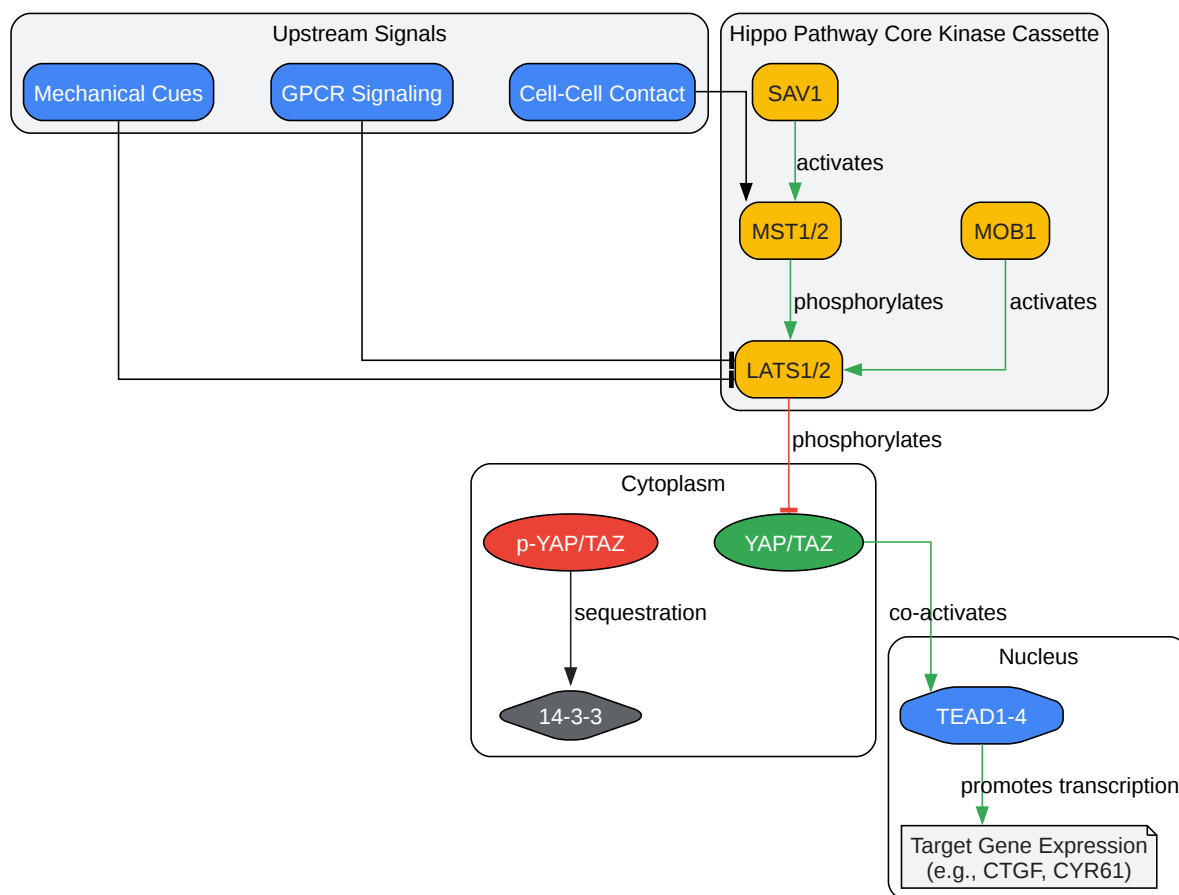 Upstream Signals
Hippo Pathway Core Kinase Cassette
Mechanical Cues
GPCR Signaling
Cell-Cell Contact
SAV1
activates
MST1/2
MOB1
phosphorylates
activates
LATS1/2
phosphorylates
Cytoplasm
p-YAP/TAZ
YAP/TAZ
sequestration
co-activates
Nucleus
14-3-3
TEAD1-4
promotes transcription
Target Gene Expression
(e.g., CTGF, CYR61)